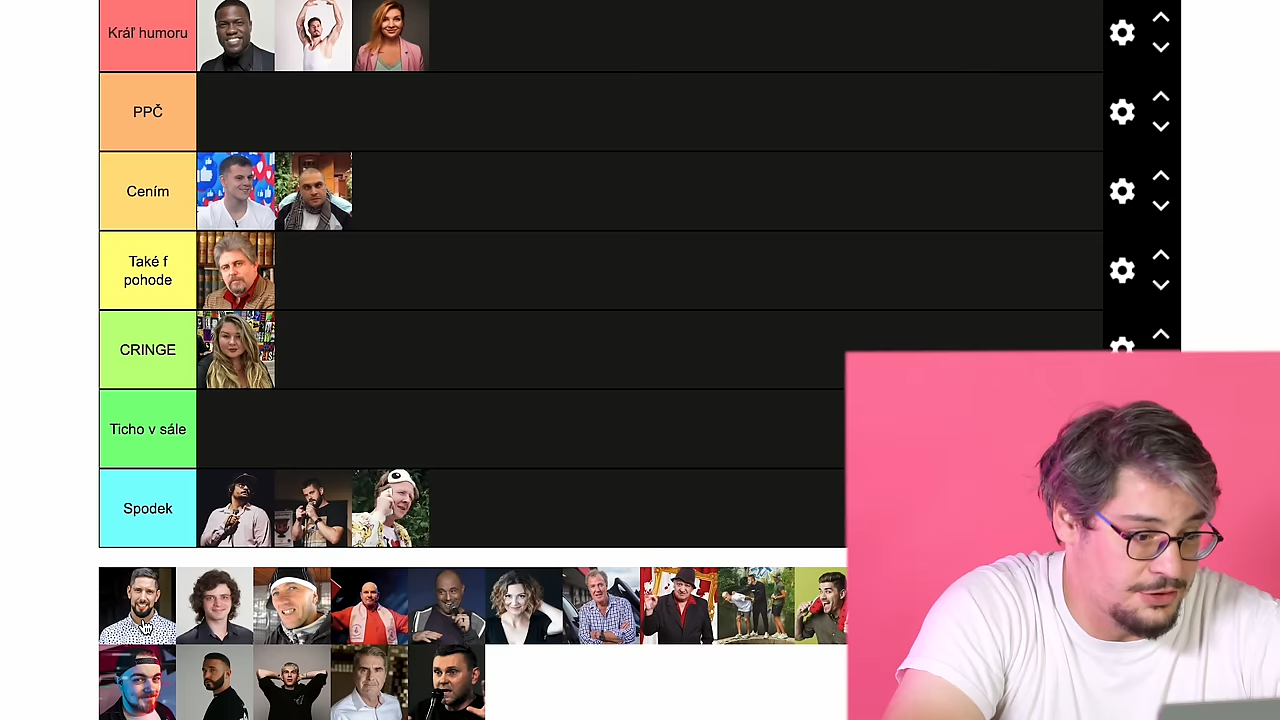 Kráľ humoru
PPČ
Cením
Také f
pohode
CRINGE
Ticho v sále
Spodek